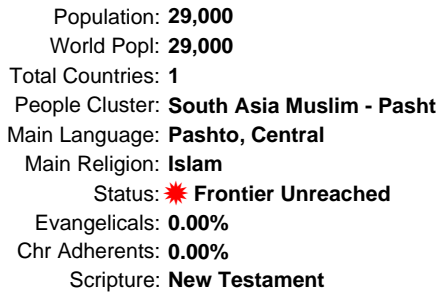 Population: 29,000
World Popl: 29,000
Total Countries: 1
People Cluster: South Asia Muslim - Pasht
Main Language: Pashto, Central
Main Religion: Islam
Status: Frontier Unreached
Evangelicals: 0.00%
Chr Adherents: 0.00%
Scripture: New Testament